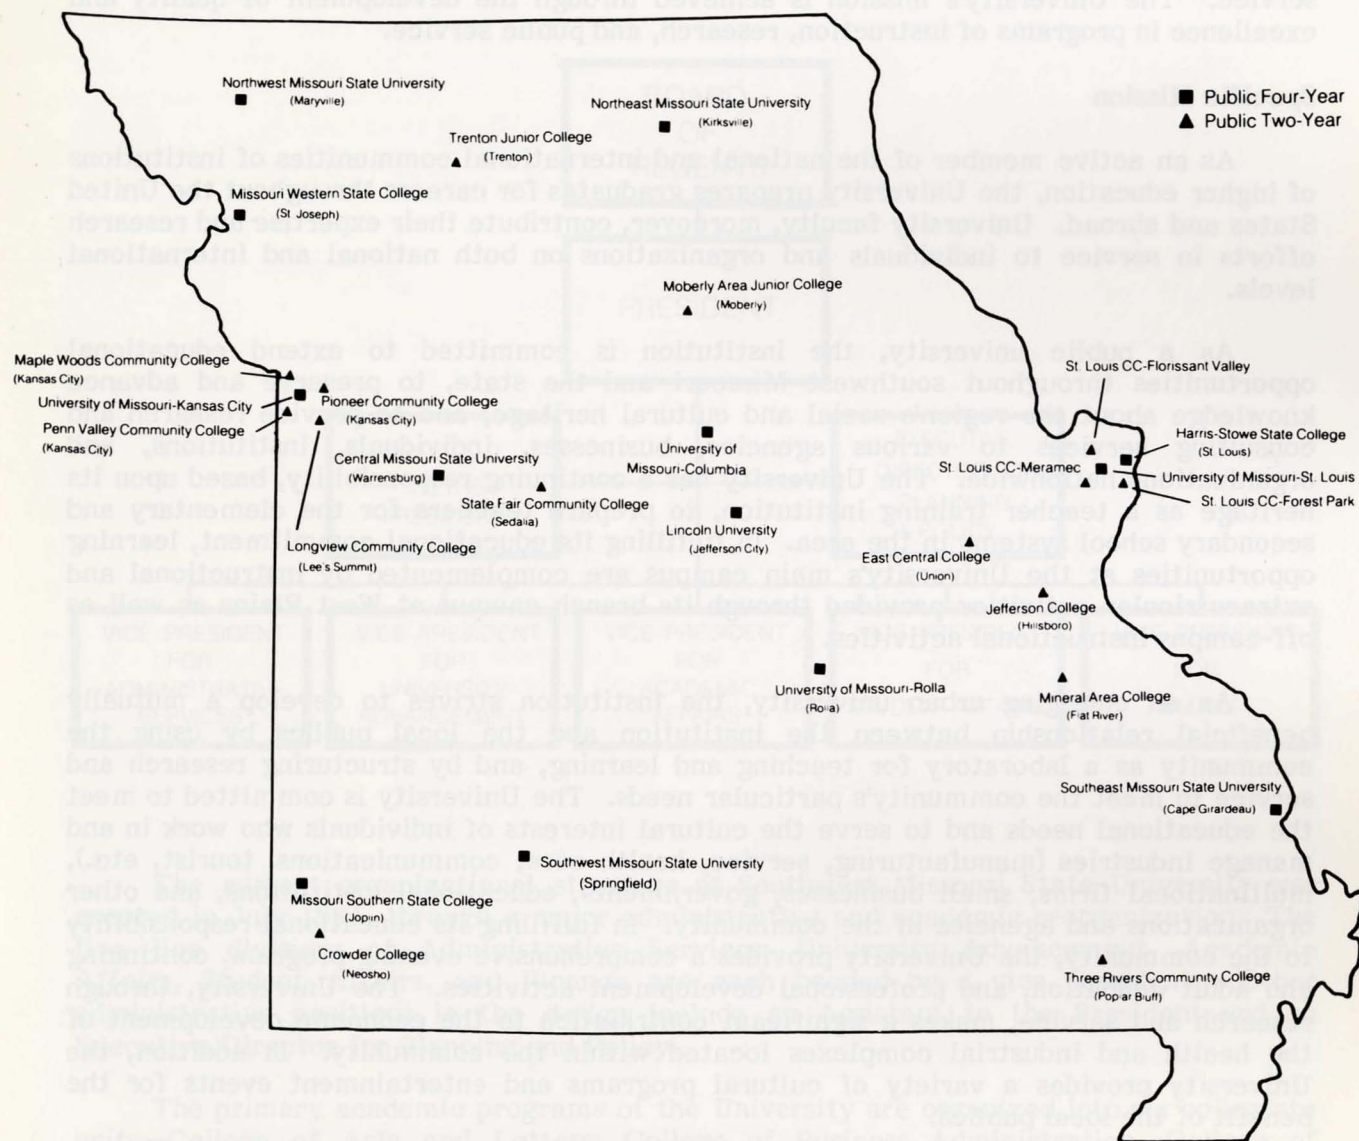 Public Four-Year
Public Two-Year
Northwest Missouri State University
(Maryville)
Northeast Missouri State University
(Kirksville)
Trenton Junior College
(Trenton)
Missouri Western State College
(St. Joseph)
Moberly Area Junior College
(Moberly)
Maple Woods Community College
(Kansas City)
University of Missouri-Kansas City
Penn Valley Community College
(Kansas City)
Pioneer Community College
(Kansas City)
Central Missouri State University
(Warrensburg)
State Fair Community College
(Sedalia)
Longview Community College
(Lee's Summit)
University of
Missouri-Columbia
Lincoln University
(Jefferson City)
St. Louis CC-Florissant Valley
Harris-Stowe State College
(St. Louis)
St. Louis CC-Meramec
University of Missouri-St. Louis
St. Louis CC-Forest Park
East Central College
(Union)
Jefferson College
(Hillsboro)
University of Missouri-Rolla
(Rolla)
Mineral Area College
(Flat River)
Southeast Missouri State University
(Cape Girardeau)
Southwest Missouri State University
(Springfield)
Missouri Southern State College
(Joplin)
Crowder College
(Neosho)
Three Rivers Community College
(Poplar Bluff)